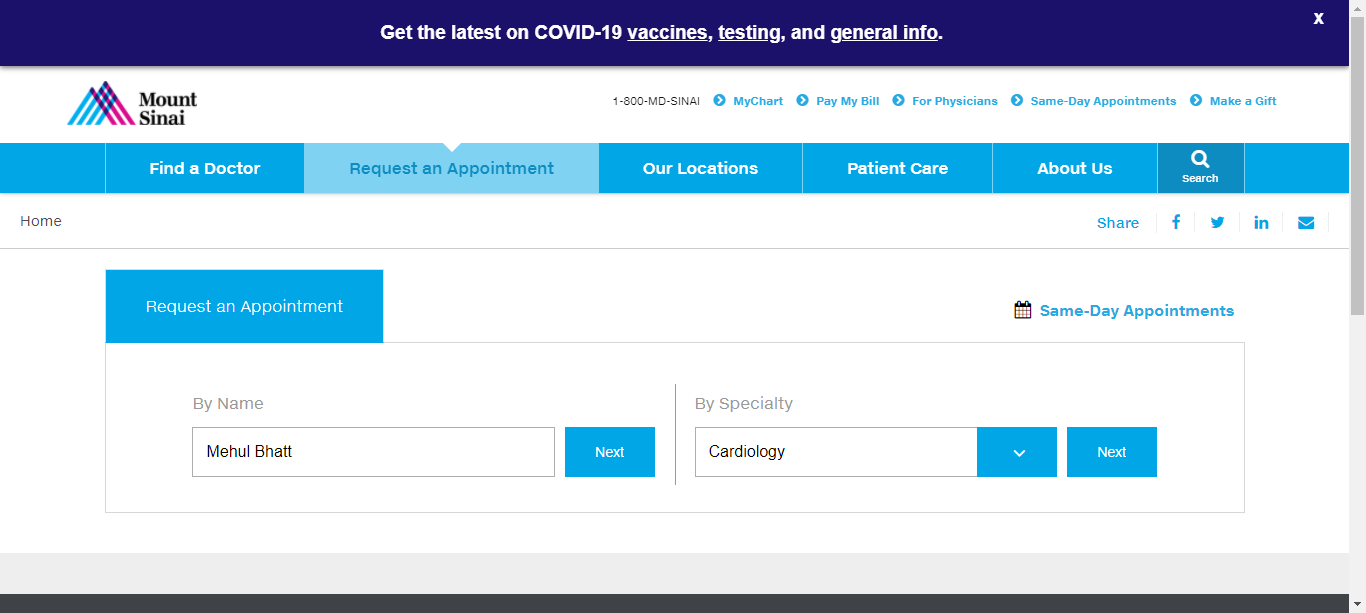 Get the latest on COVID-19 vaccines, testing, and general info.
X
Mount
Sinai
1-800-MD-SINAI MyChart Pay My Bill For Physicians Same-Day Appointments Make a Gift
Find a Doctor Request an Appointment Our Locations Patient Care About Us Search
Home
Share
Request an Appointment
Same-Day Appointments
By Name
Mehul Bhatt Next
By Specialty
Cardiology Next